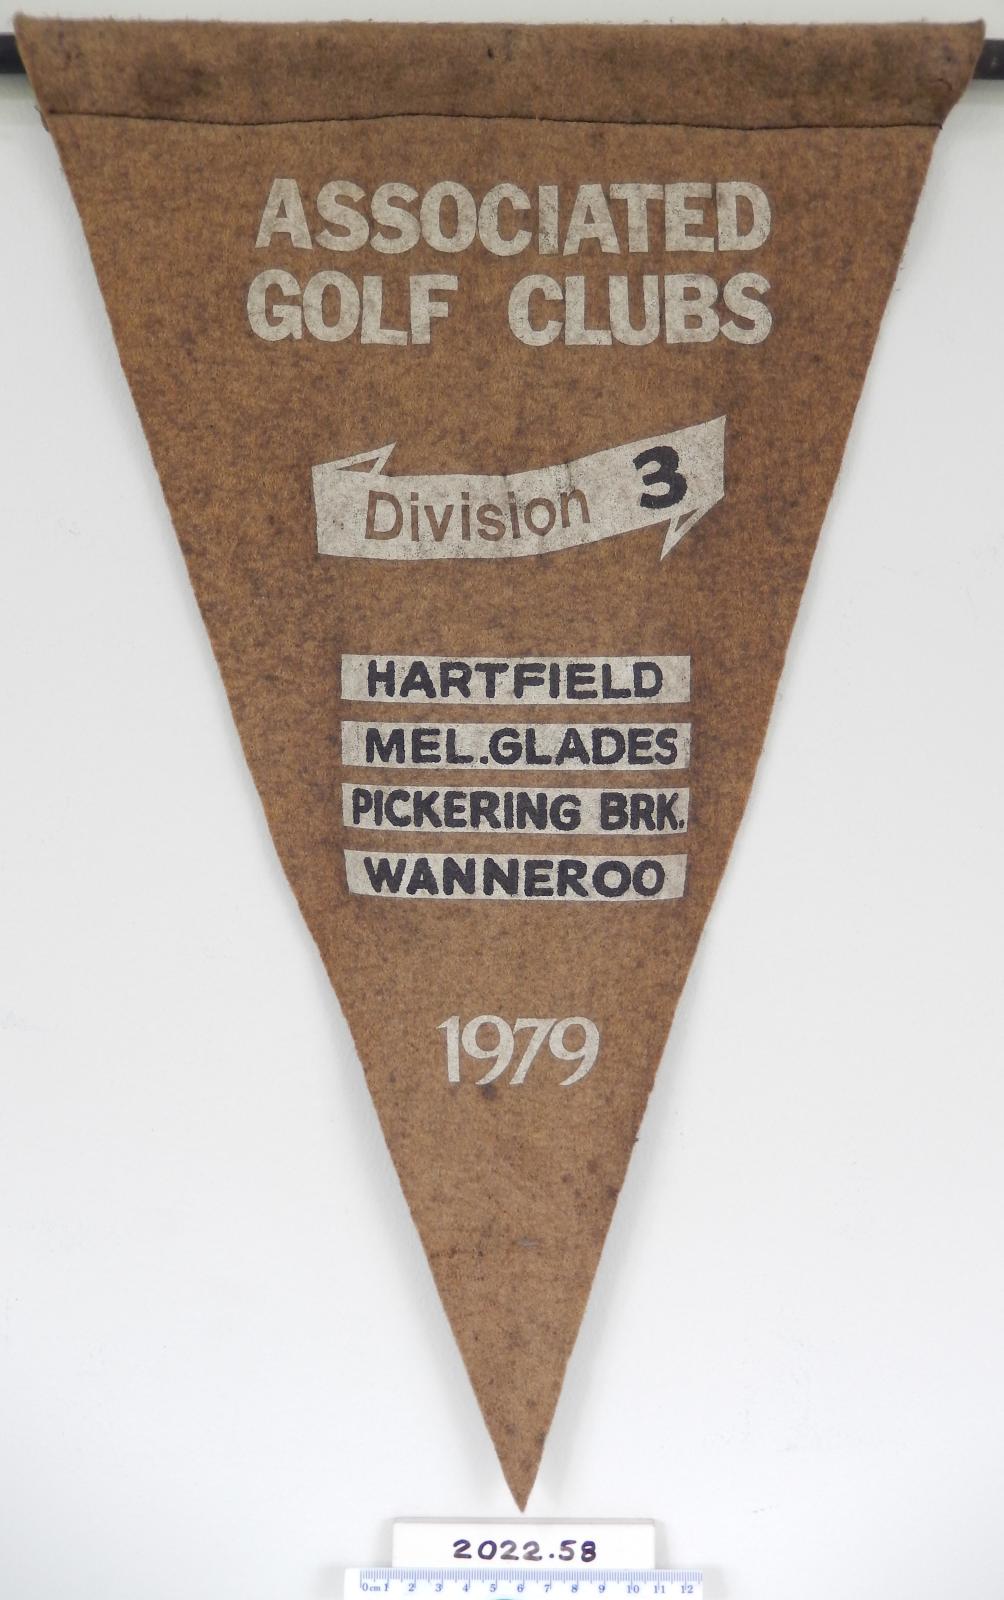 ASSOCIATED
GOLF CLUBS
Division 3
HARTFIELD
MEL.GLADES
PICKERING BRK.
WANNEROO
1979
2022.58
0cm 1 2 3 4 5 6 7 8 9 10 11 12